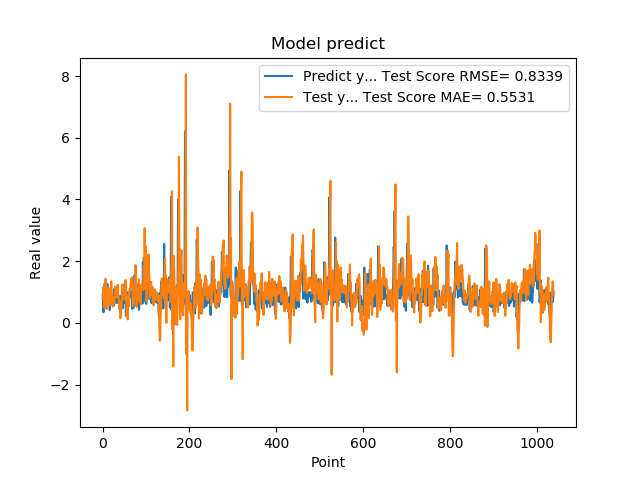 Model predict
Predict y... Test Score RMSE= 0.8339
Test y... Test Score MAE= 0.5531
Real value
8
6
4
2
0
−2
0 200 400 600 800 1000
Point